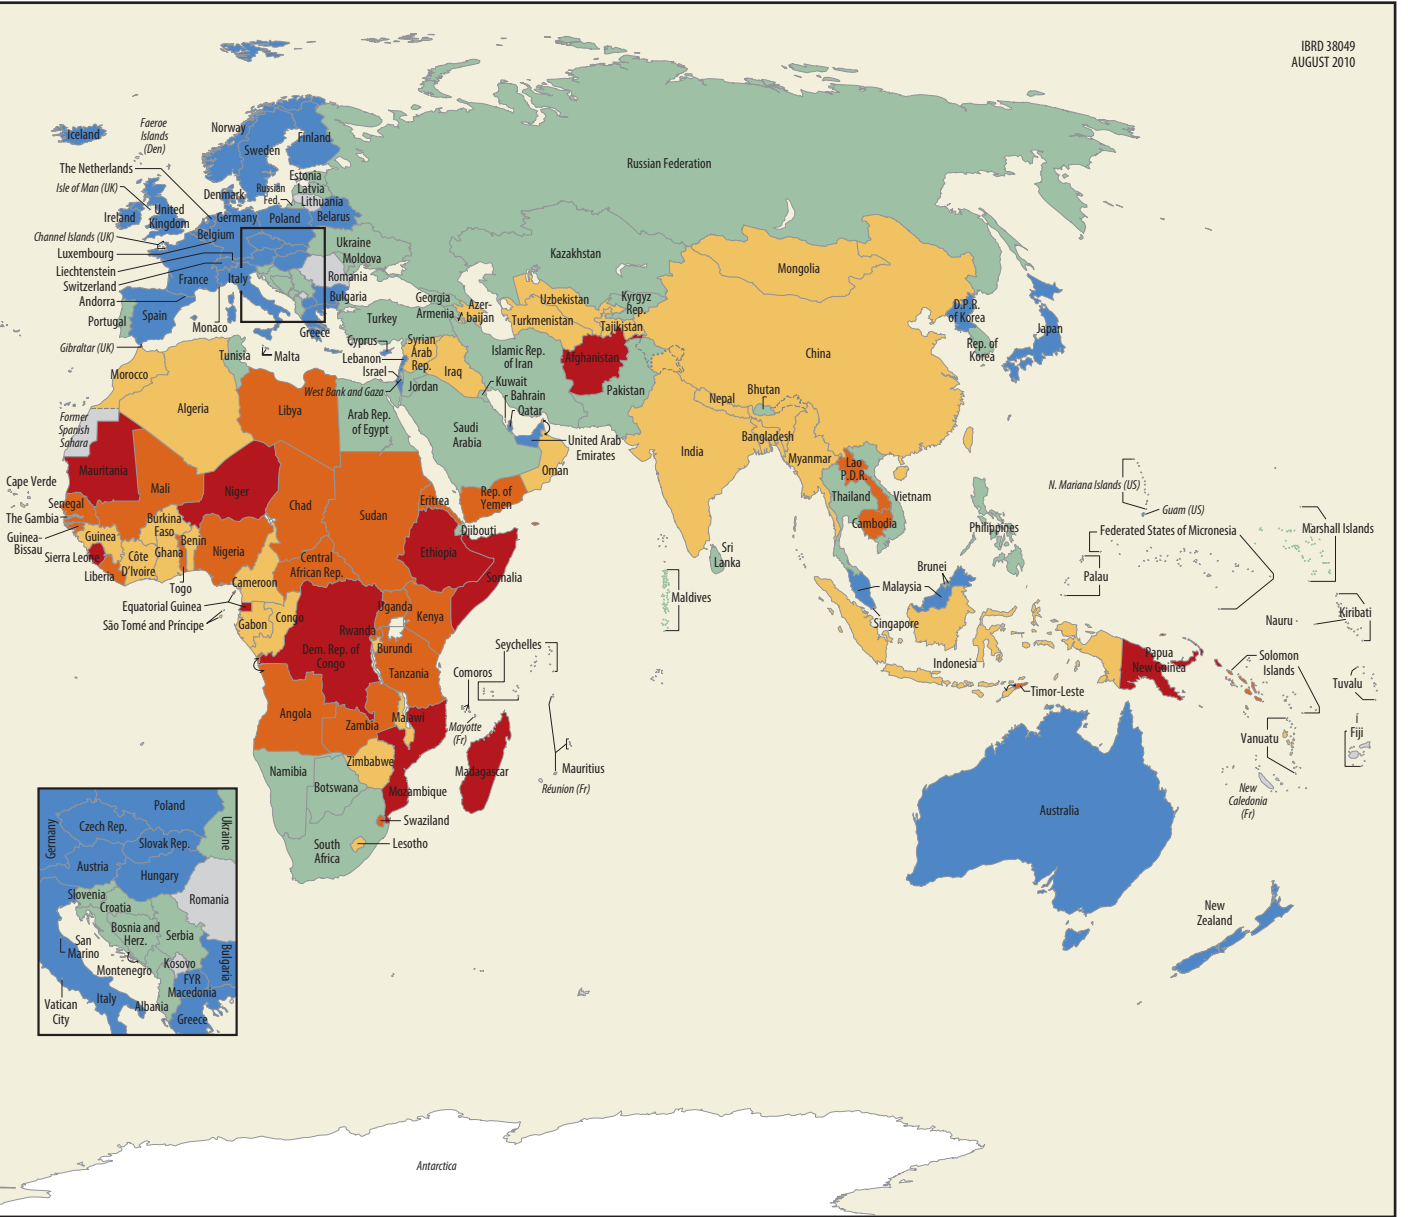 IBRD 38049
AUGUST 2010
Iceland
Faeroe
Islands
(Den)
Norway
Sweden
Finland
Russian Federation
The Netherlands
Isle of Man (UK)
Estonia
Latvia
Russian
Fed.
Lithuania
Denmark
Ireland
United
Kingdom
Germany
Poland
Belarus
Channel Islands (UK)
Belgium
Luxembourg
Ukraine
Moldova
Liechtenstein
Switzerland
France
Italy
Romania
Andorra
Bulgaria
Portugal
Spain
Monaco
Greece
Gibraltar (UK)
Malta
Kazakhstan
Mongolia
Georgia
Armenia
Azer-
baijan
Uzbekistan
Kyrgyz
Rep.
Turkey
Turkmenistan
Tajikistan
D.P.R.
of Korea
Japan
Rep. of
Korea
China
Tunisia
Cyprus
Lebanon
Israel
West Bank and Gaza
Syrian
Arab
Rep.
Iraq
Jordan
Islamic Rep.
of Iran
Afghanistan
Pakistan
Kuwait
Bahrain
Qatar
Morocco
Algeria
Libya
Arab Rep.
of Egypt
Saudi
Arabia
Nepal
Bhutan
Bangladesh
India
Myanmar
United Arab
Emirates
Oman
Former
Spanish
Sahara
Mauritania
Mali
Niger
Chad
Sudan
Eritrea
Rep. of
Yemen
Lao
P.D.R.
Thailand
Vietnam
Cambodia
Philippines
N. Mariana Islands (US)
Guam (US)
Federated States of Micronesia
Marshall Islands
Cape Verde
Senegal
The Gambia
Guinea-
Bissau
Guinea
Sierra Leone
Liberia
Burkina
Faso
Côte
D'Ivoire
Ghana
Togo
Benin
Nigeria
Central
African Rep.
Cameroon
Ethiopia
Djibouti
Somalia
Sri
Lanka
Maldives
Brunei
Malaysia
Palau
Singapore
Nauru
Kiribati
Equatorial Guinea
São Tomé and Príncipe
Gabon
Congo
Uganda
Kenya
Rwanda
Burundi
Dem. Rep. of
Congo
Tanzania
Seychelles
Comoros
Indonesia
Papua
New Guinea
Timor-Leste
Solomon
Islands
Tuvalu
Angola
Zambia
Malawi
Mayotte
(Fr)
Zimbabwe
Mozambique
Madagascar
Mauritius
Réunion (Fr)
Namibia
Botswana
Swaziland
Lesotho
South
Africa
Vanuatu
Fiji
New
Caledonia
(Fr)
Australia
New
Zealand
Poland
Germany
Czech Rep.
Ukraine
Slovak Rep.
Austria
Hungary
Slovenia
Croatia
Romania
Bosnia and
Herz.
Serbia
San
Marino
Montenegro
Kosovo
Bulgaria
FYR
Macedonia
Albania
Italy
Vatican
City
Greece
Antarctica